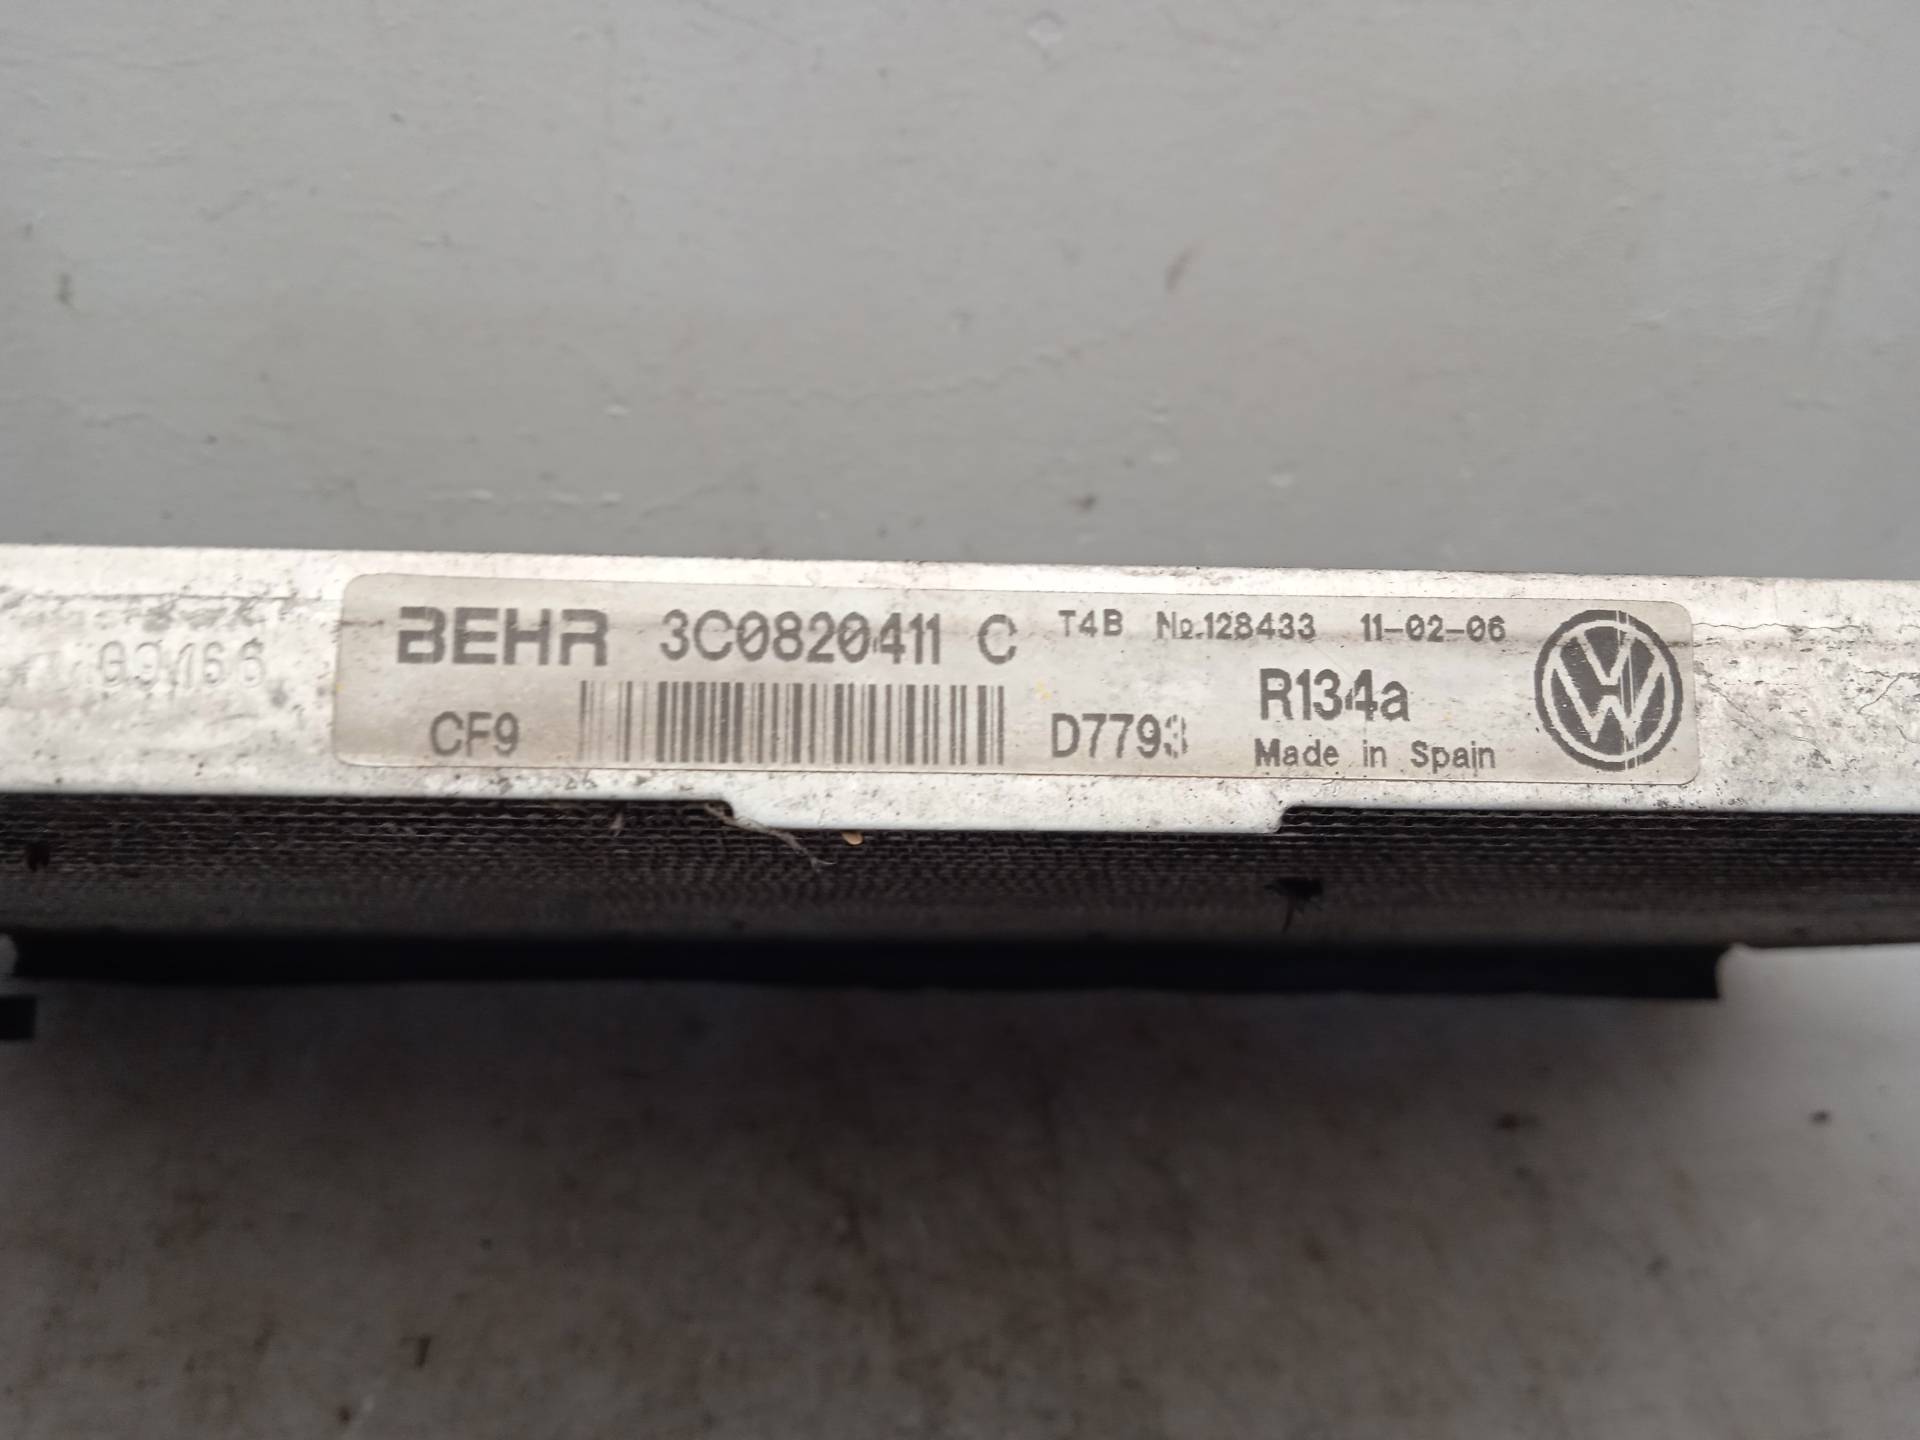 BEHR 3C0820411 C T4B No.128433 11-02-06
CF9 D7793 R134a
Made in Spain